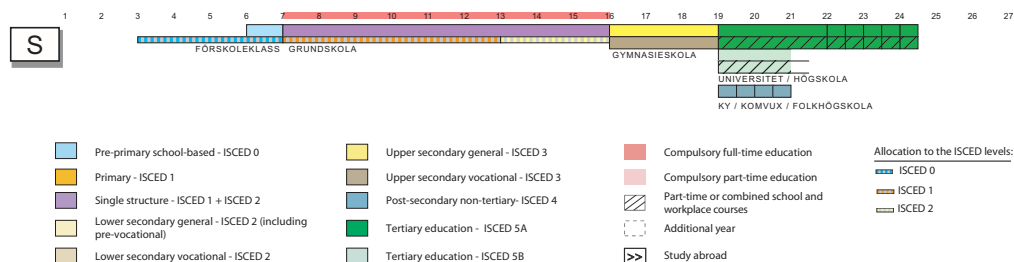 1 2 3 4 5 6 7 8 9 10 11 12 13 14 15 16 17 18 19 20 21 22 23 24 25 26 27
S
FÖRSKOLEKLASS GRUNDSKOLA GYMNASIESKOLA
UNIVERSITET / HÖGSKOLA
KY / KOMVUX / FOLKHÖGSKOLA
Pre-primary school-based - ISCED 0
Primary - ISCED 1
Single structure - ISCED 1 + ISCED 2
Lower secondary general - ISCED 2 (including
pre-vocational)
Lower secondary vocational - ISCED 2
Upper secondary general - ISCED 3
Upper secondary vocational - ISCED 3
Post-secondary non-tertiary- ISCED 4
Tertiary education - ISCED 5A
Tertiary education - ISCED 5B
Compulsory full-time education
Compulsory part-time education
Part-time or combined school and
workplace courses
Additional year
>> Study abroad
Allocation to the ISCED levels:
ISCED 0
ISCED 1
ISCED 2